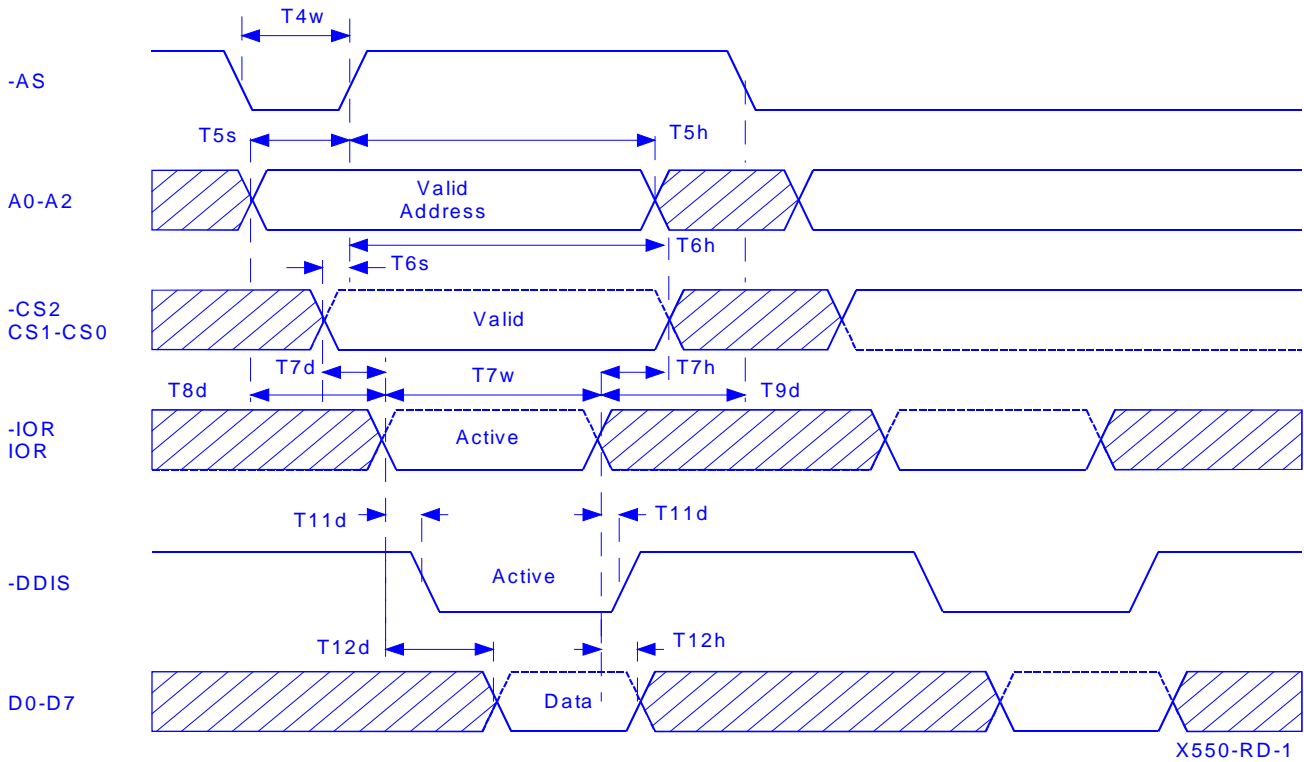 T4w
-AS
T5s
T5h
A0-A2
Valid
Address
T6h
T6s
-CS2
CS1-CS0
Valid
T7d
T7w
T7h
T8d
T9d
-IOR
IOR
Active
T11d
T11d
-DDIS
Active
T12d
T12h
D0-D7
Data
X550-RD-1